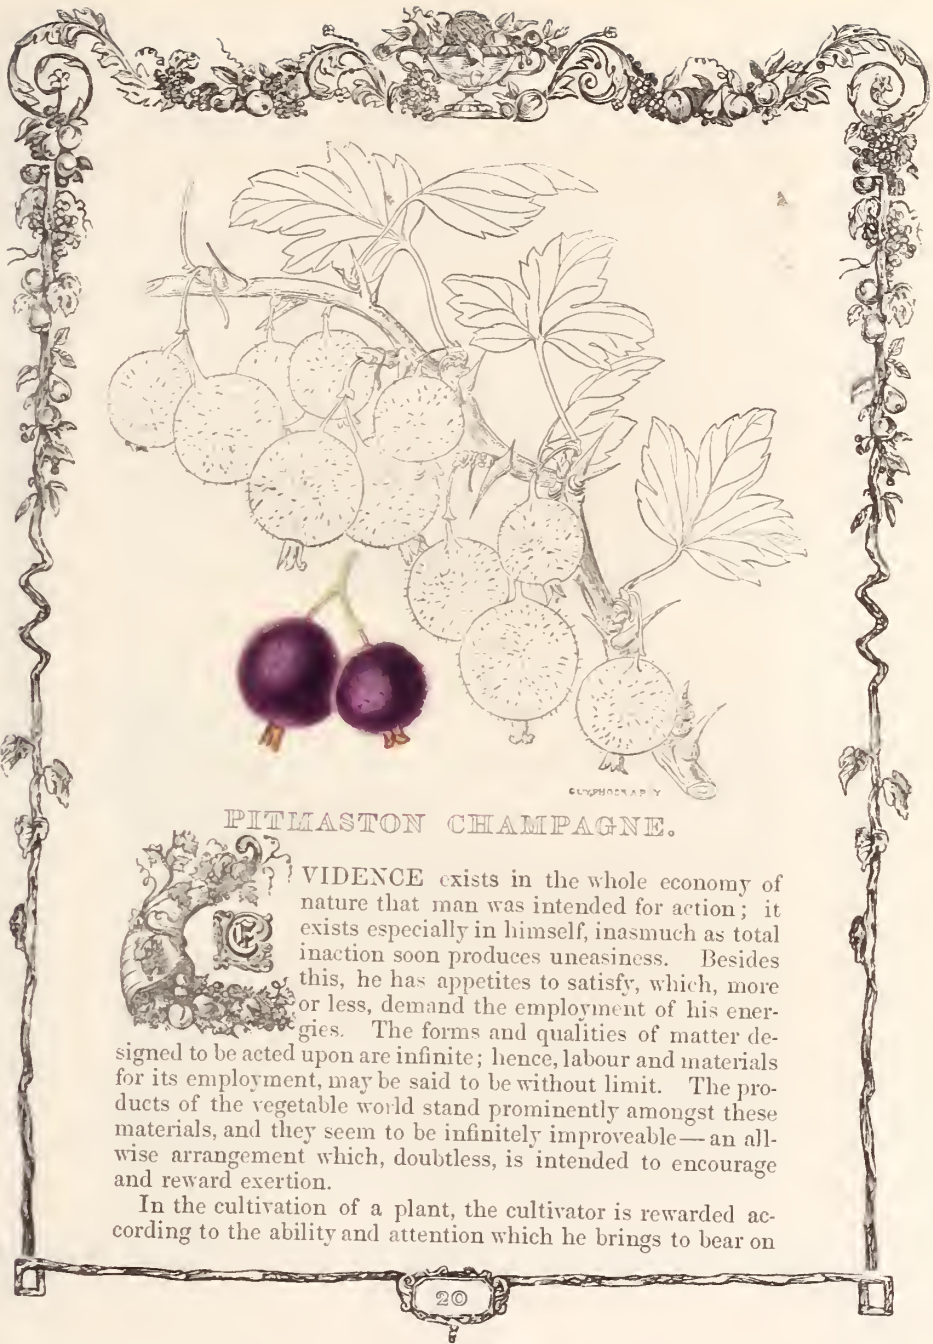 GLYPHOGRAPHY
PITMASTON CHAMPAGNE.
EVIDENCE exists in the whole economy of
nature that man was intended for action; it
exists especially in himself, inasmuch as total
inaction soon produces uneasiness. Besides
this, he has appetites to satisfy, which, more
or less, demand the employment of his ener-
gies. The forms and qualities of matter de-
signed to be acted upon are infinite; hence, labour and materials
for its employment, may be said to be without limit. The pro-
ducts of the vegetable world stand prominently amongst these
materials, and they seem to be infinitely improveable—an all-
wise arrangement which, doubtless, is intended to encourage
and reward exertion.
In the cultivation of a plant, the cultivator is rewarded ac-
cording to the ability and attention which he brings to bear on
20